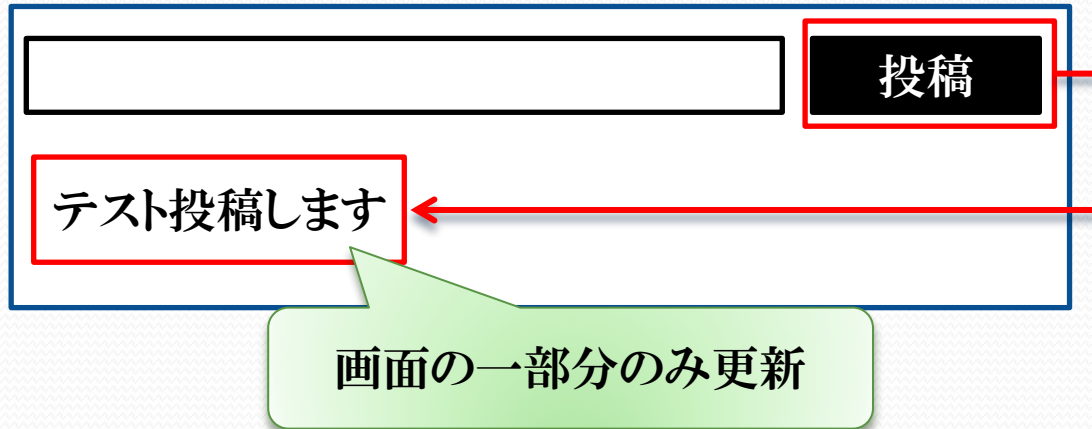 投稿
テスト投稿します
画面の一部分のみ更新